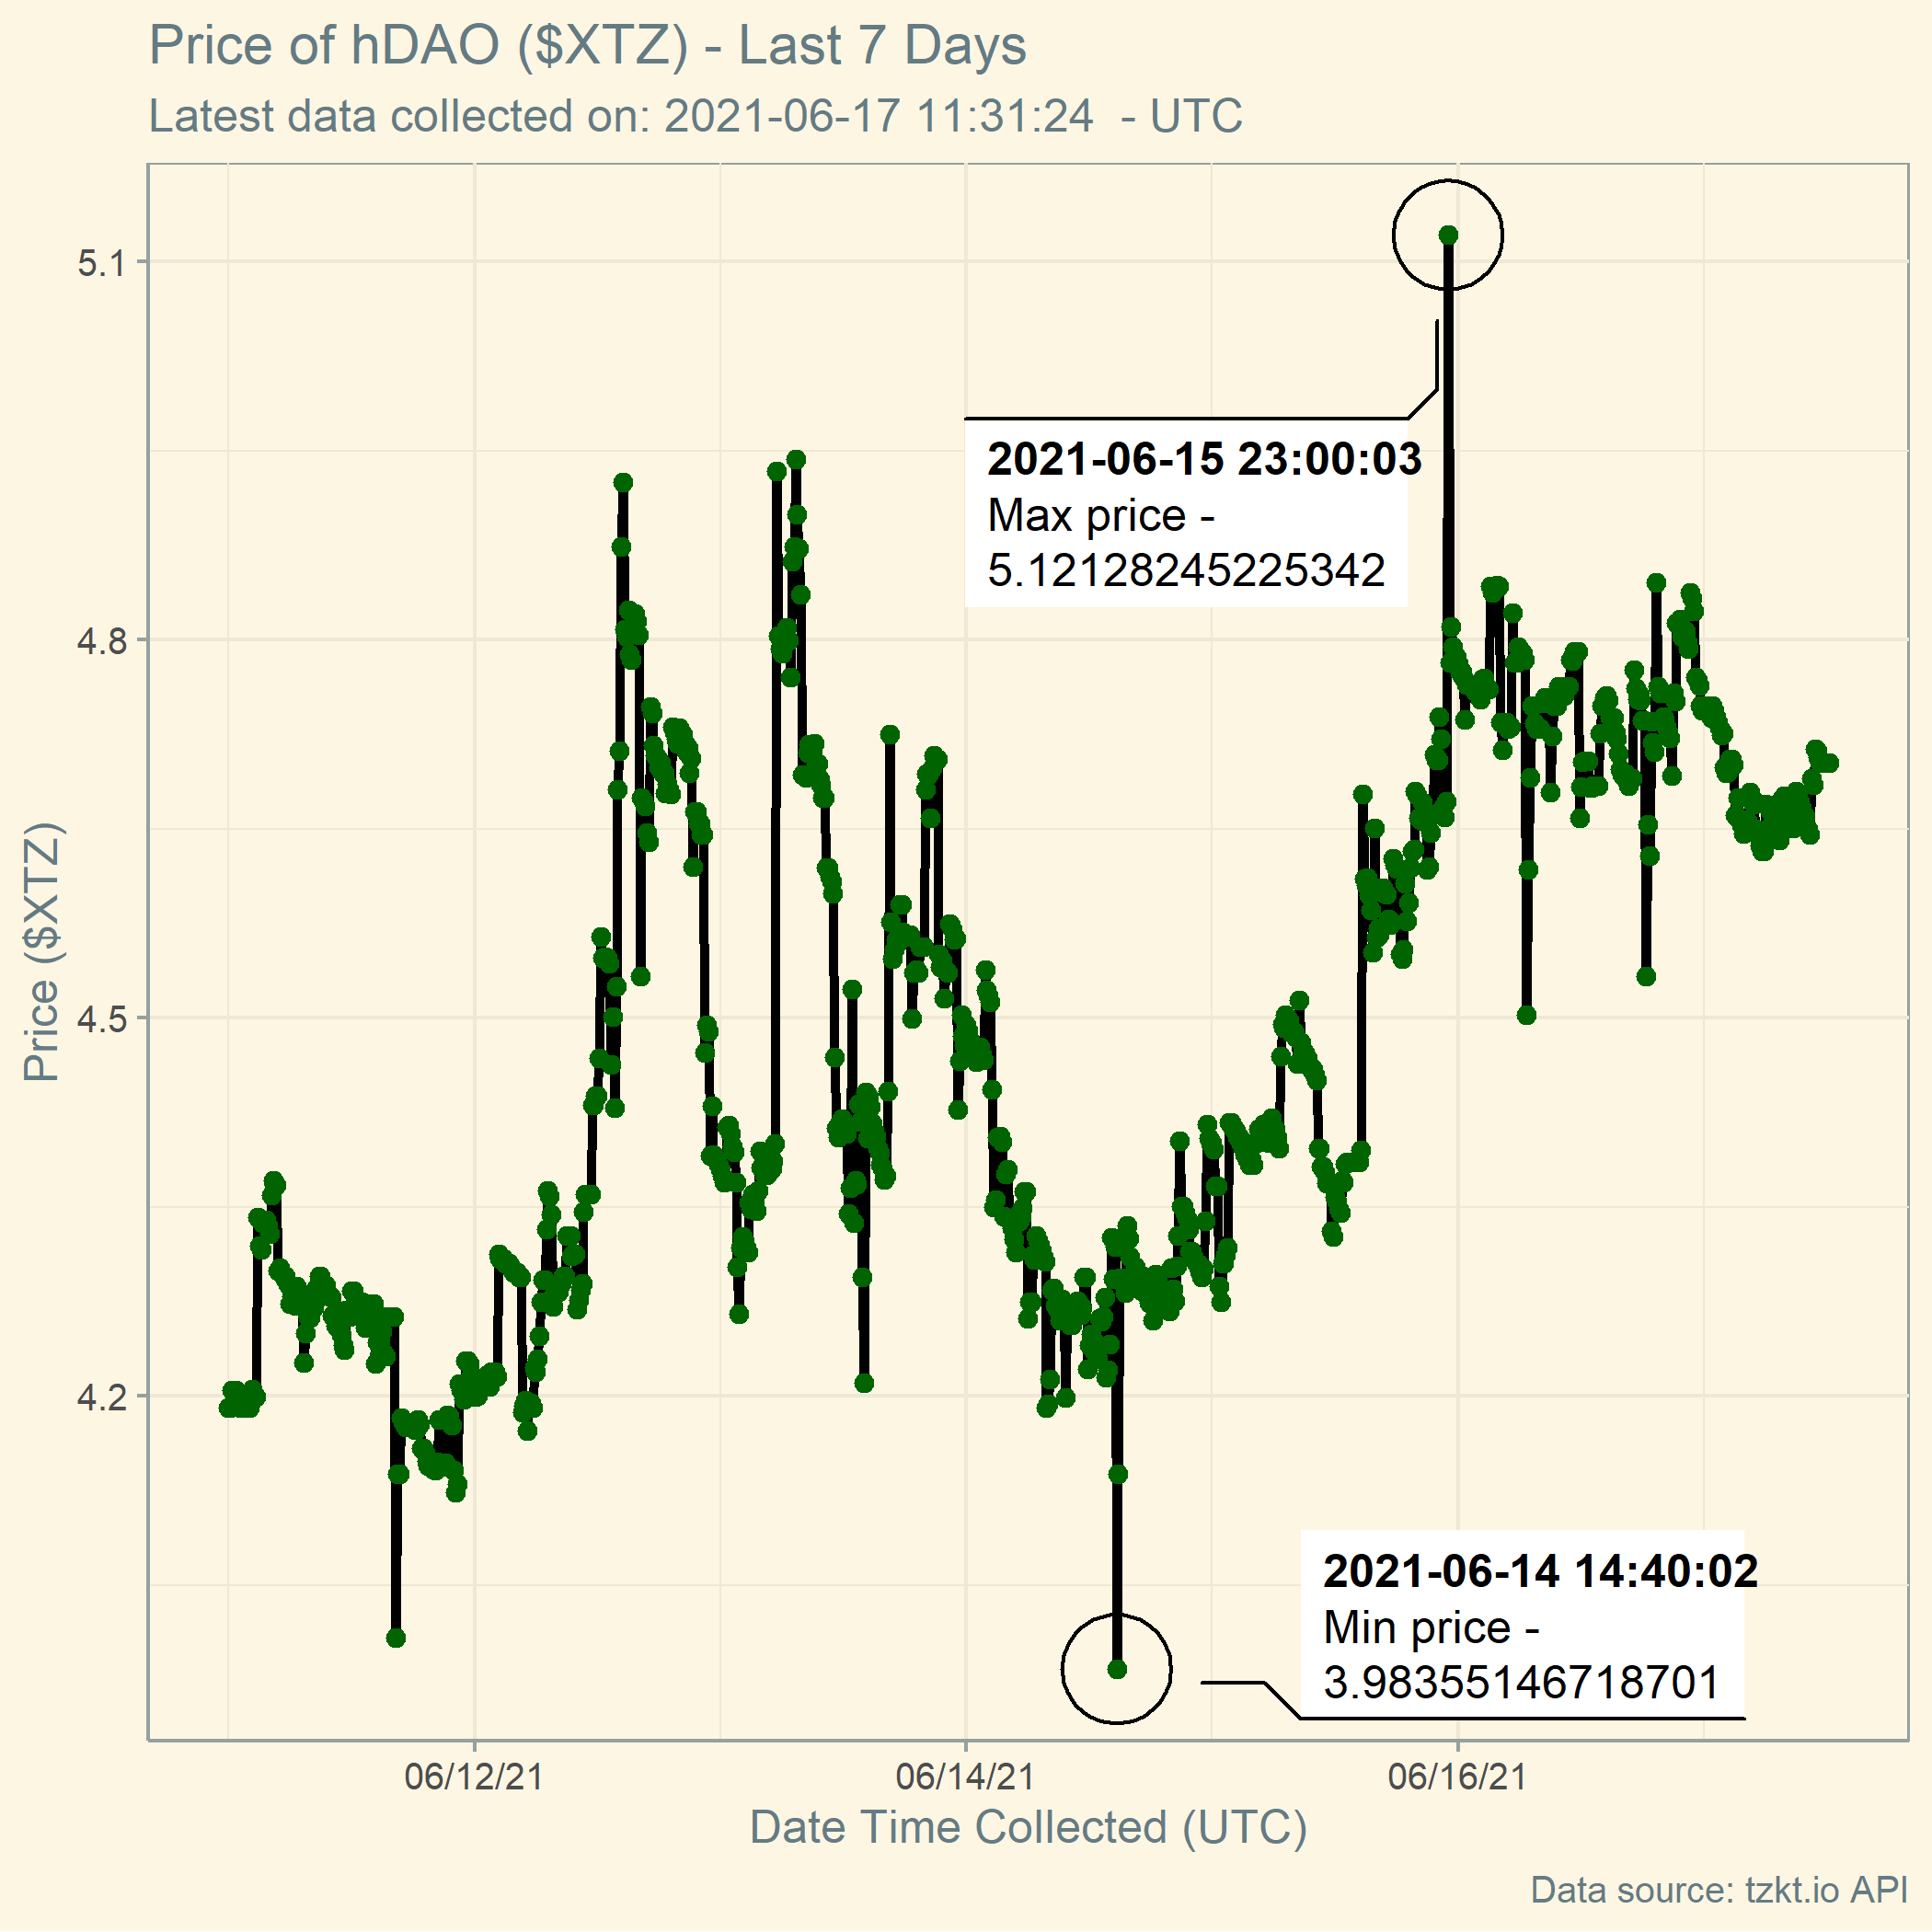 Price of hDAO ($XTZ) - Last 7 Days
Latest data collected on: 2021-06-17 11:31:24  - UTC
5.1
4.8
4.5
4.2
Price ($XTZ)
2021-06-15 23:00:03
Max price -
5.12128245225342
2021-06-14 14:40:02
Min price -
3.98355146718701
06/12/21
06/14/21
06/16/21
Date Time Collected (UTC)
Data source: tzkt.io API